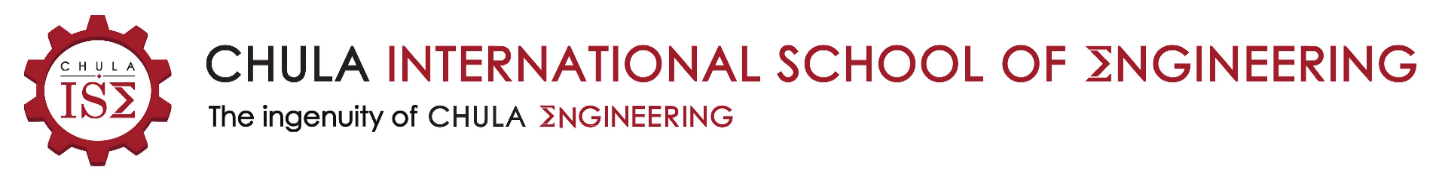 CHULA
ISΣ
CHULA INTERNATIONAL SCHOOL OF ΣNGINEERING
The ingenuity of CHULA ΣNGINEERING